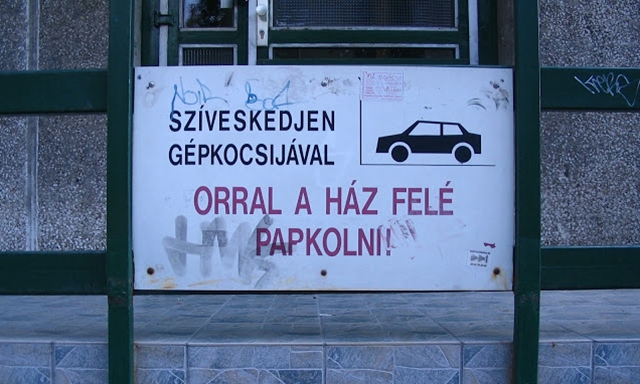 SZÍVESKEDJEN
GÉPKOCSIJÁVAL
ORRAL A HÁZ FELÉ
PAPKOLNI!